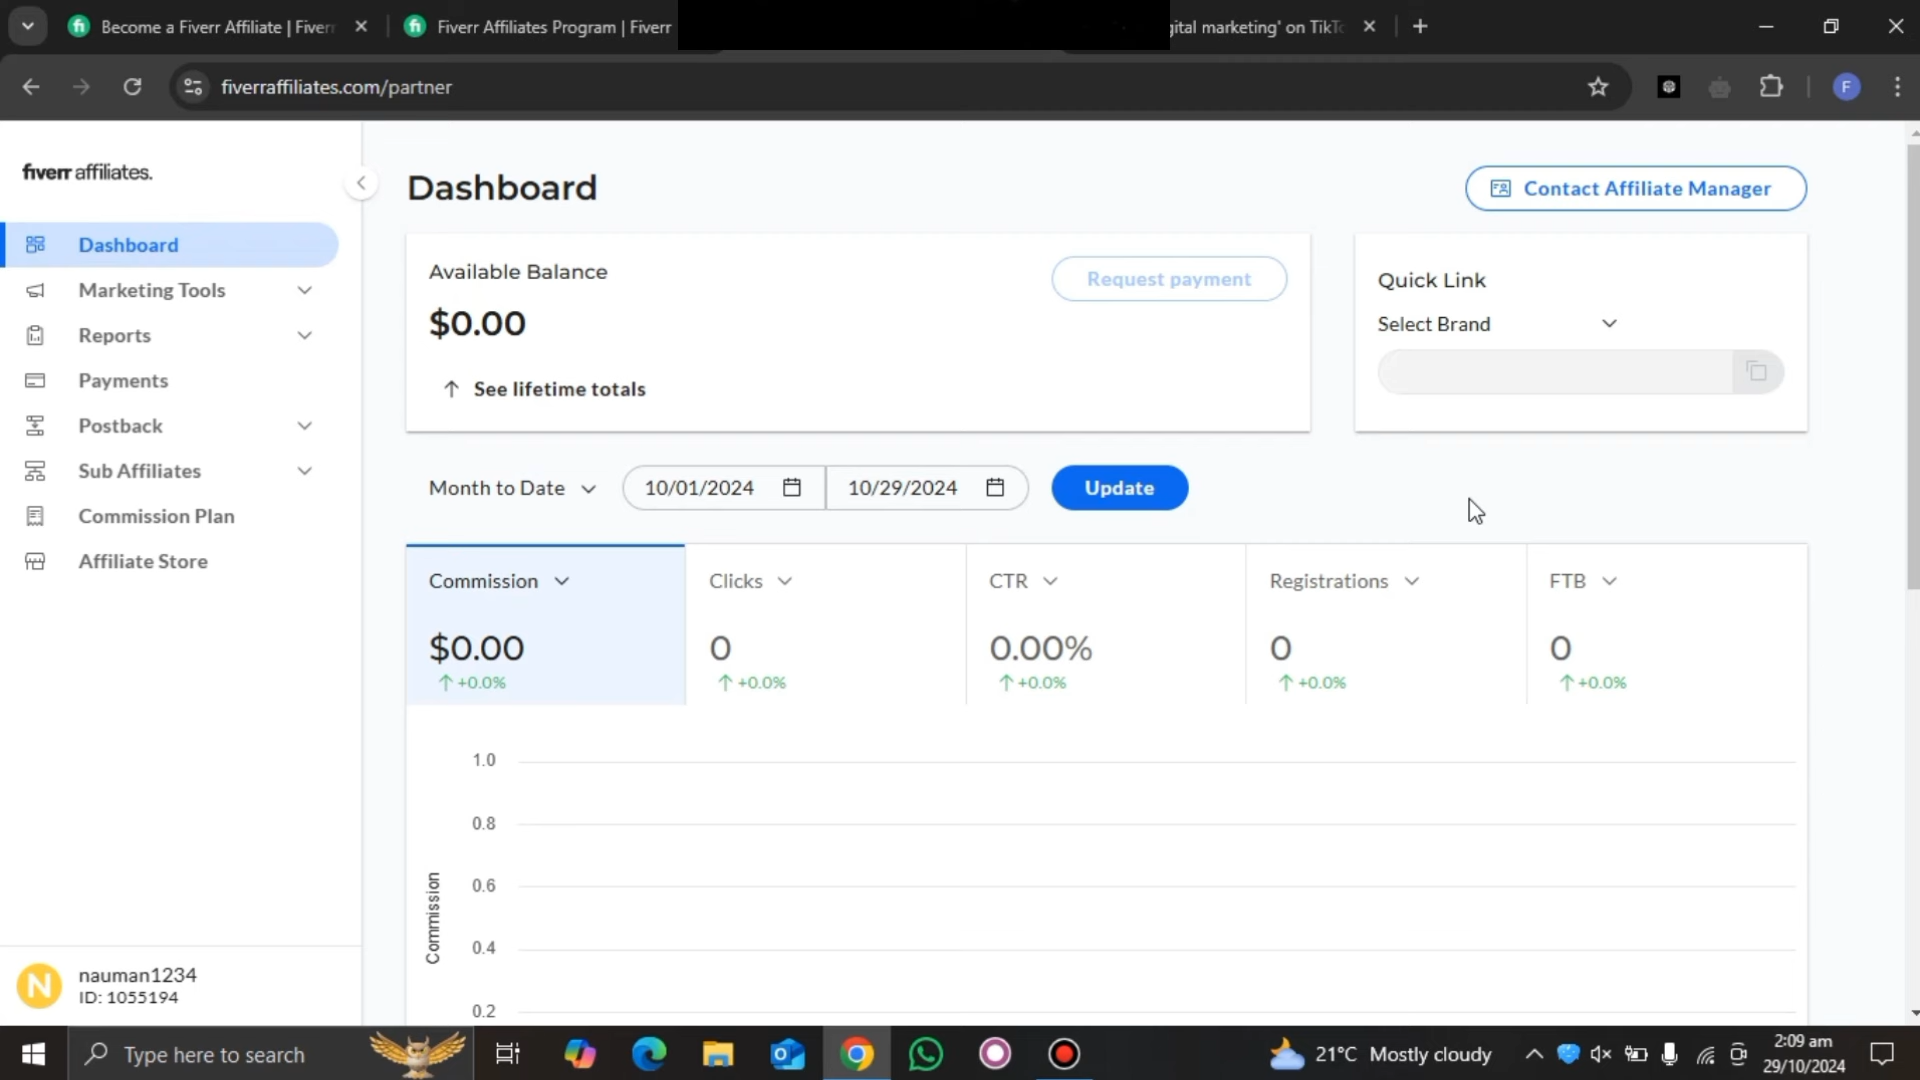 Become a Fiverr Affiliate | Fiverr
Fiverr Affiliates Program | Fiverr
gital marketing' on TikTo
fiverraffiliates.com/partner
F
fiverr affiliates.
Dashboard
Marketing Tools
Reports
Payments
Postback
Sub Affiliates
Commission Plan
Affiliate Store
Dashboard
Contact Affiliate Manager
Available Balance
Request payment
$0.00
See lifetime totals
Quick Link
Select Brand
Month to Date
10/01/2024
10/29/2024
Update
Commission
$0.00
+0.0%
Clicks
0
+0.0%
CTR
0.00%
+0.0%
Registrations
0
+0.0%
FTB
0
+0.0%
1.0
0.8
0.6
0.4
0.2
Commission
N
nauman1234
ID: 1055194
Type here to search
21°C Mostly cloudy
2:09 am
29/10/2024